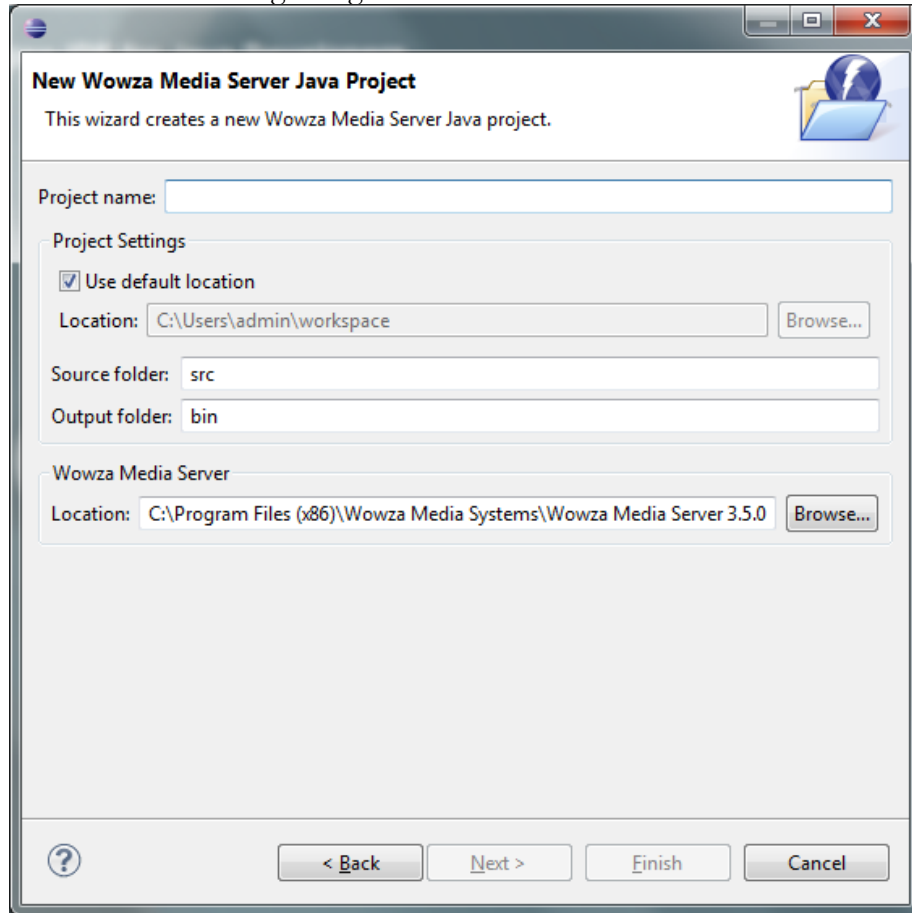 New Wowza Media Server Java Project
This wizard creates a new Wowza Media Server Java project.
Project name:
Project Settings
Use default location
Location: C:\Users\admin\workspace Browse...
Source folder: src
Output folder: bin
Wowza Media Server
Location: C:\Program Files (x86)\Wowza Media Systems\Wowza Media Server 3.5.0 Browse...
? < Back Next > Finish Cancel